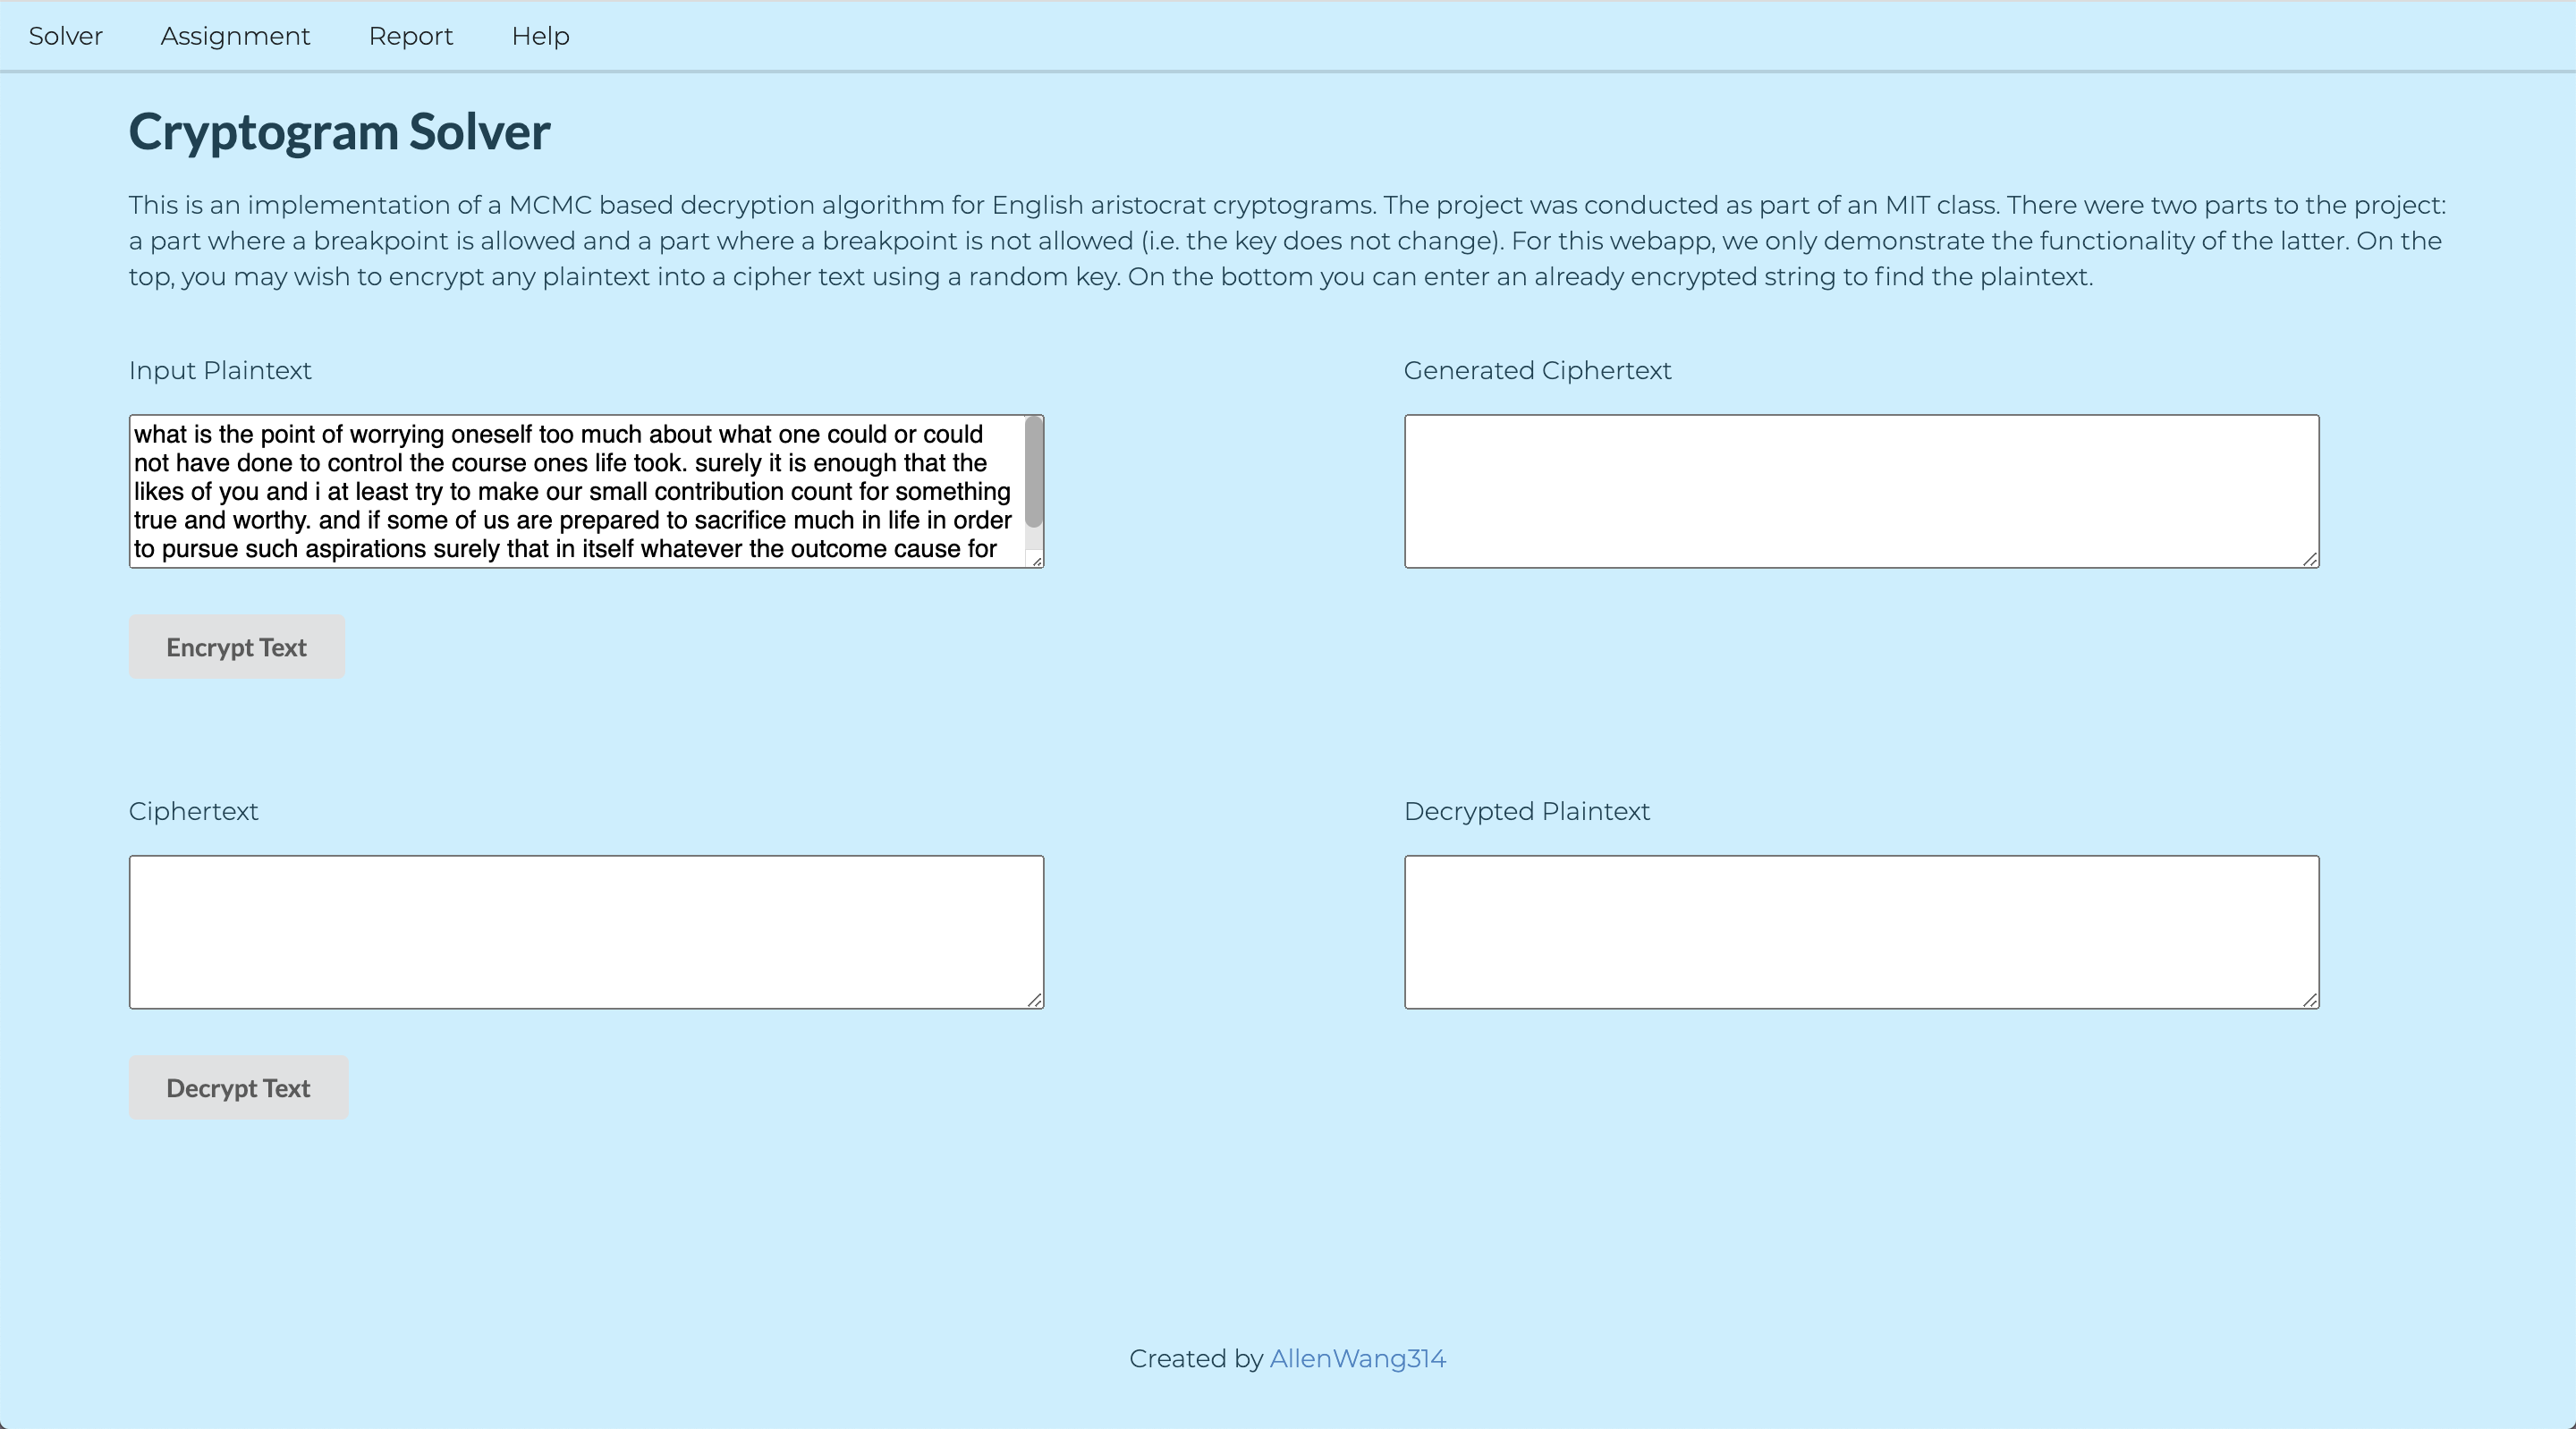 Solver Assignment Report Help
Cryptogram Solver
This is an implementation of a MCMC based decryption algorithm for English aristocrat cryptograms. The project was conducted as part of an MIT class. There were two parts to the project:
a part where a breakpoint is allowed and a part where a breakpoint is not allowed (i.e. the key does not change). For this webapp, we only demonstrate the functionality of the latter. On the
top, you may wish to encrypt any plaintext into a cipher text using a random key. On the bottom you can enter an already encrypted string to find the plaintext.
Input Plaintext
what is the point of worrying oneself too much about what one could or could
not have done to control the course ones life took. surely it is enough that the
likes of you and i at least try to make our small contribution count for something
true and worthy. and if some of us are prepared to sacrifice much in life in order
to pursue such aspirations surely that in itself whatever the outcome cause for
Encrypt Text
Generated Ciphertext
Ciphertext
Decrypt Text
Decrypted Plaintext
Created by AllenWang314